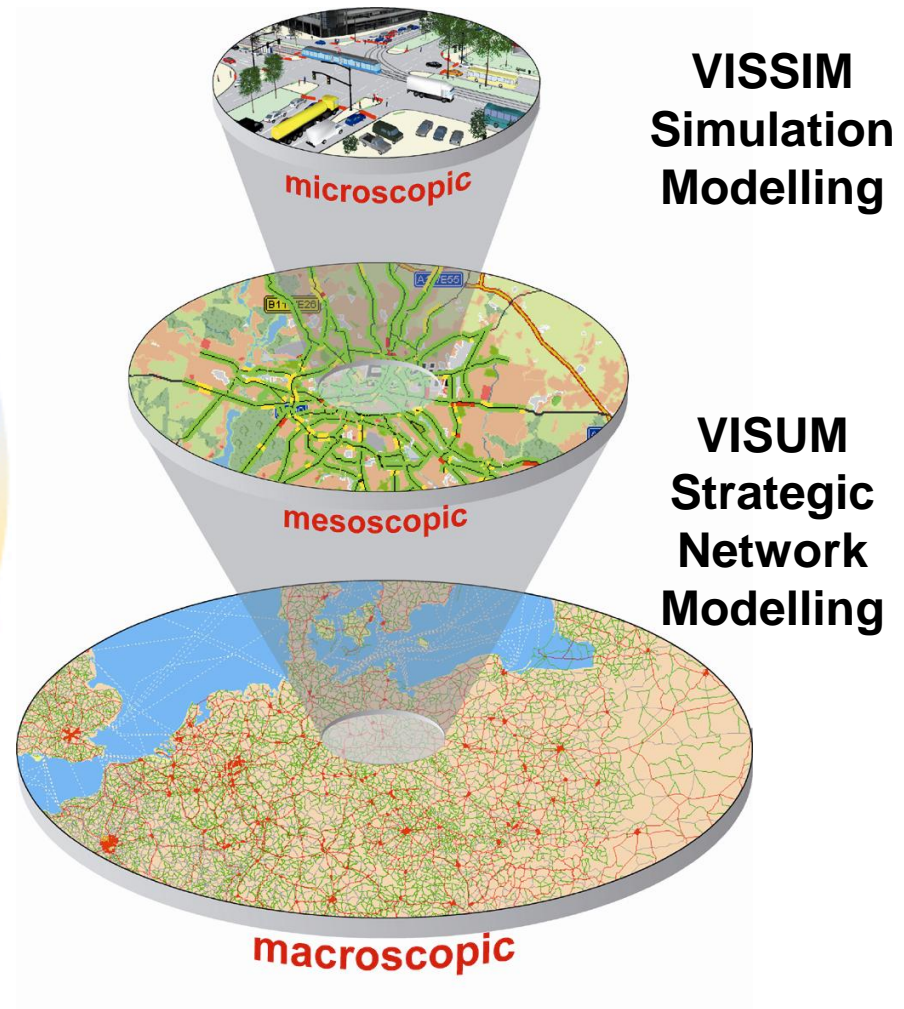 VISSIM
Simulation
Modelling
microscopic
VISUM
Strategic
Network
Modelling
mesoscopic
macroscopic